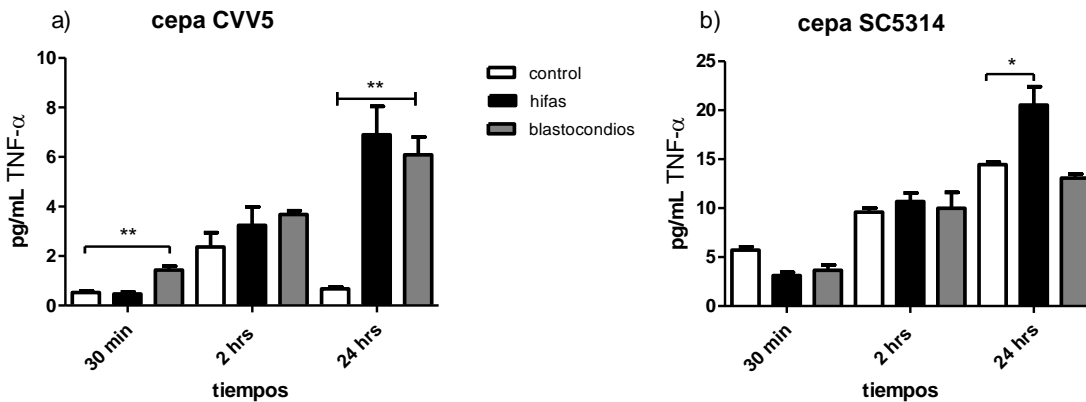 a)
cepa CVV5
pg/mL TNF-α
10
8
6
4
2
0
**
**
30 min
2 hrs
24 hrs
tiempos
control
hifas
blastocondios
b)
cepa SC5314
pg/mL TNF-α
25
20
15
10
5
0
*
30 min
2 hrs
24 hrs
tiempos